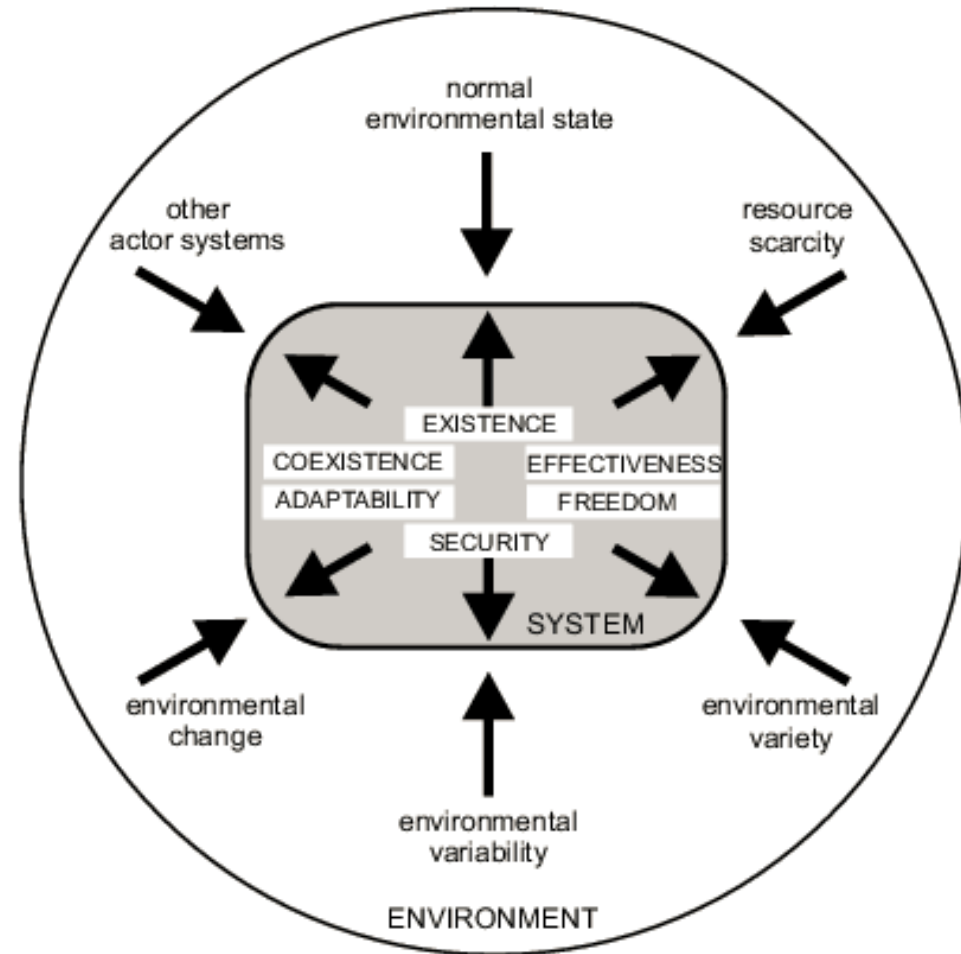 normal
environmental state
other
actor systems
resource
scarcity
EXISTENCE
COEXISTENCE
EFFECTIVENESS
ADAPTABILITY
FREEDOM
SECURITY
SYSTEM
environmental
change
environmental
variety
environmental
variability
ENVIRONMENT